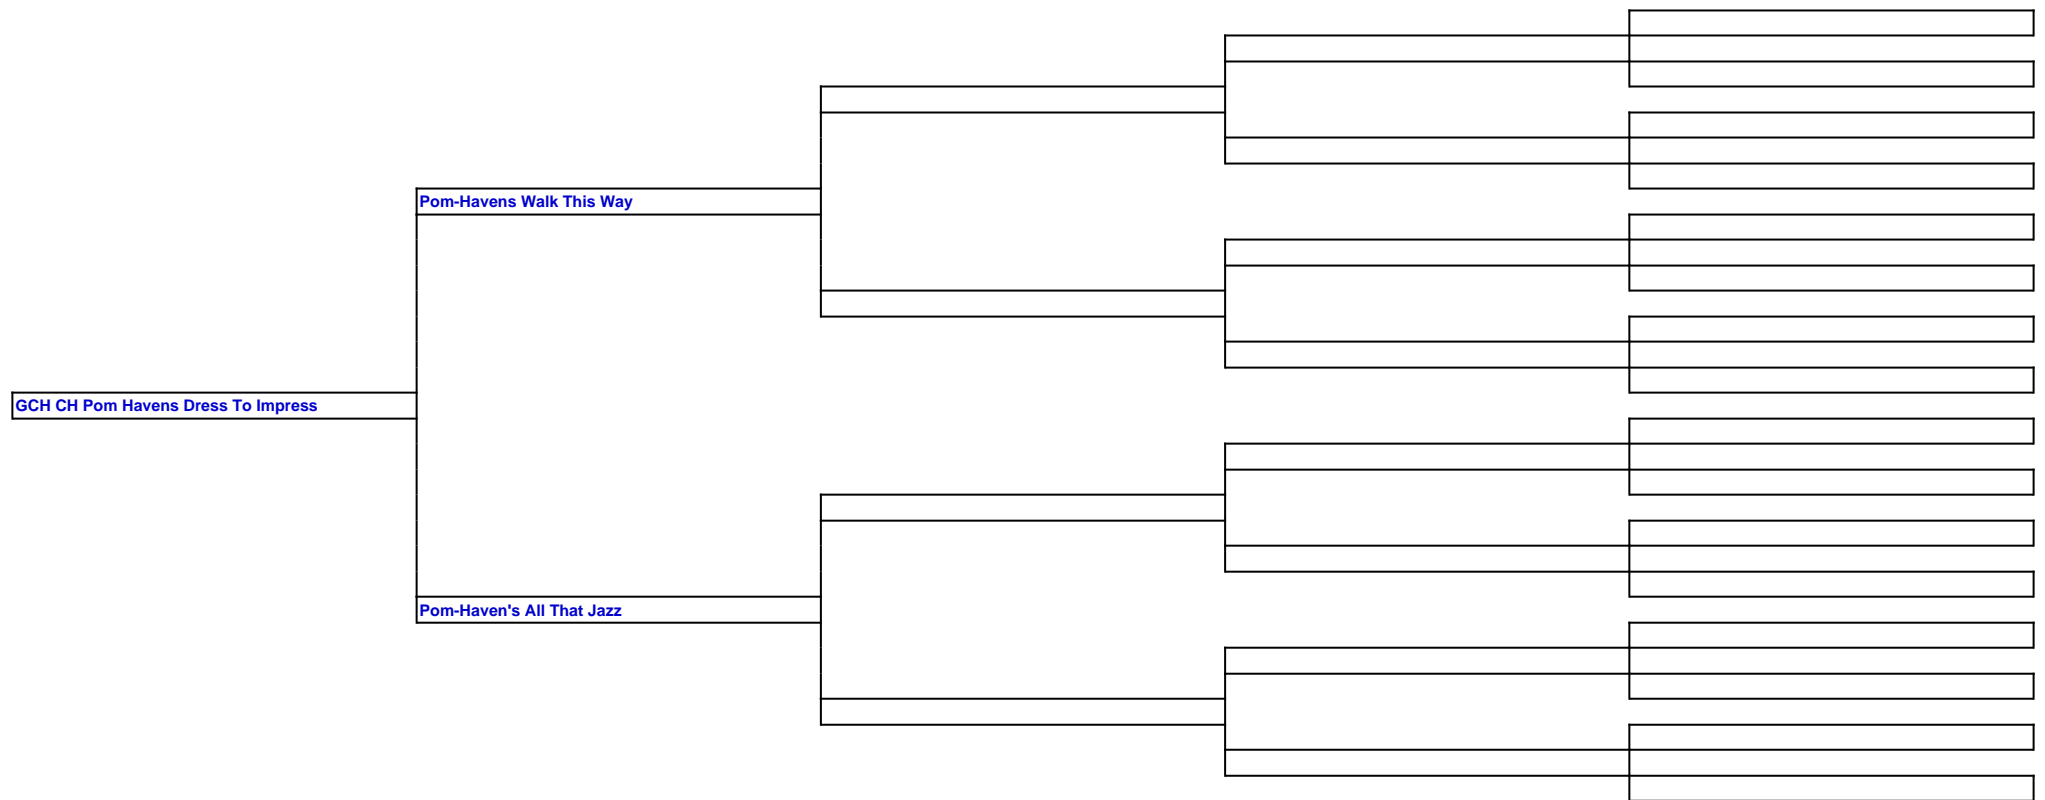 Pom-Havens Walk This Way
GCH CH Pom Havens Dress To Impress
Pom-Haven's All That Jazz